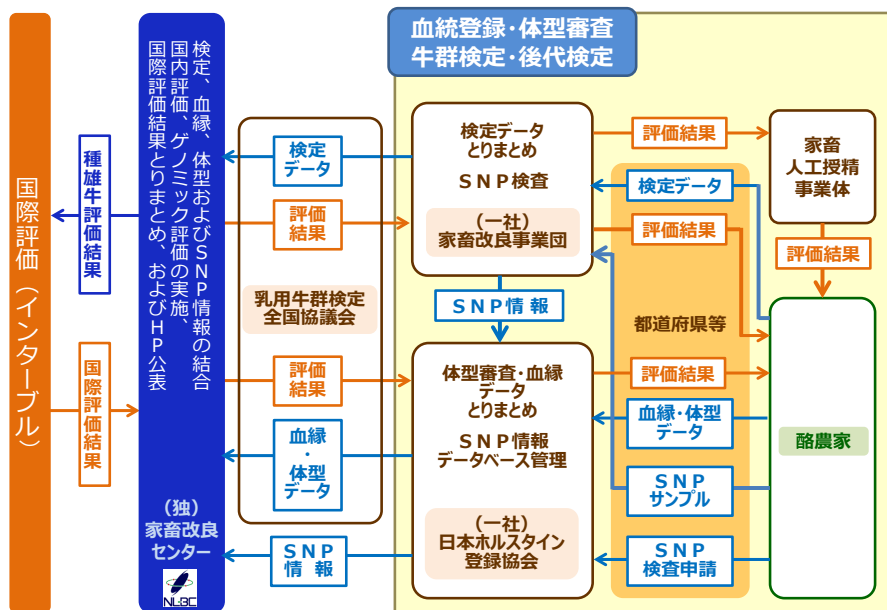 血統登録・体型審査
牛群検定・後代検定
国際評価（インターブル）
種雄牛評価結果
国際評価結果
検定、血縁、体型およびSNP情報の結合
国内評価、ゲノミック評価の実施、
国際評価結果とりまとめ、およびHP公表
（独）
家畜改良
センター
NLBC
検定
データ
評価
結果
乳用牛群検定
全国協議会
評価
結果
血縁
・
体型
データ
SNP
情報
検定データ
とりまとめ
SNP検査
（一社）
家畜改良事業団
SNP情報
体型審査・血縁
データ
とりまとめ
SNP情報
データベース管理
（一社）
日本ホルスタイン
登録協会
評価結果
検定データ
評価結果
都道府県等
評価結果
血縁・体型
データ
SNP
サンプル
SNP
検査申請
家畜
人工授精
事業体
評価結果
酪農家